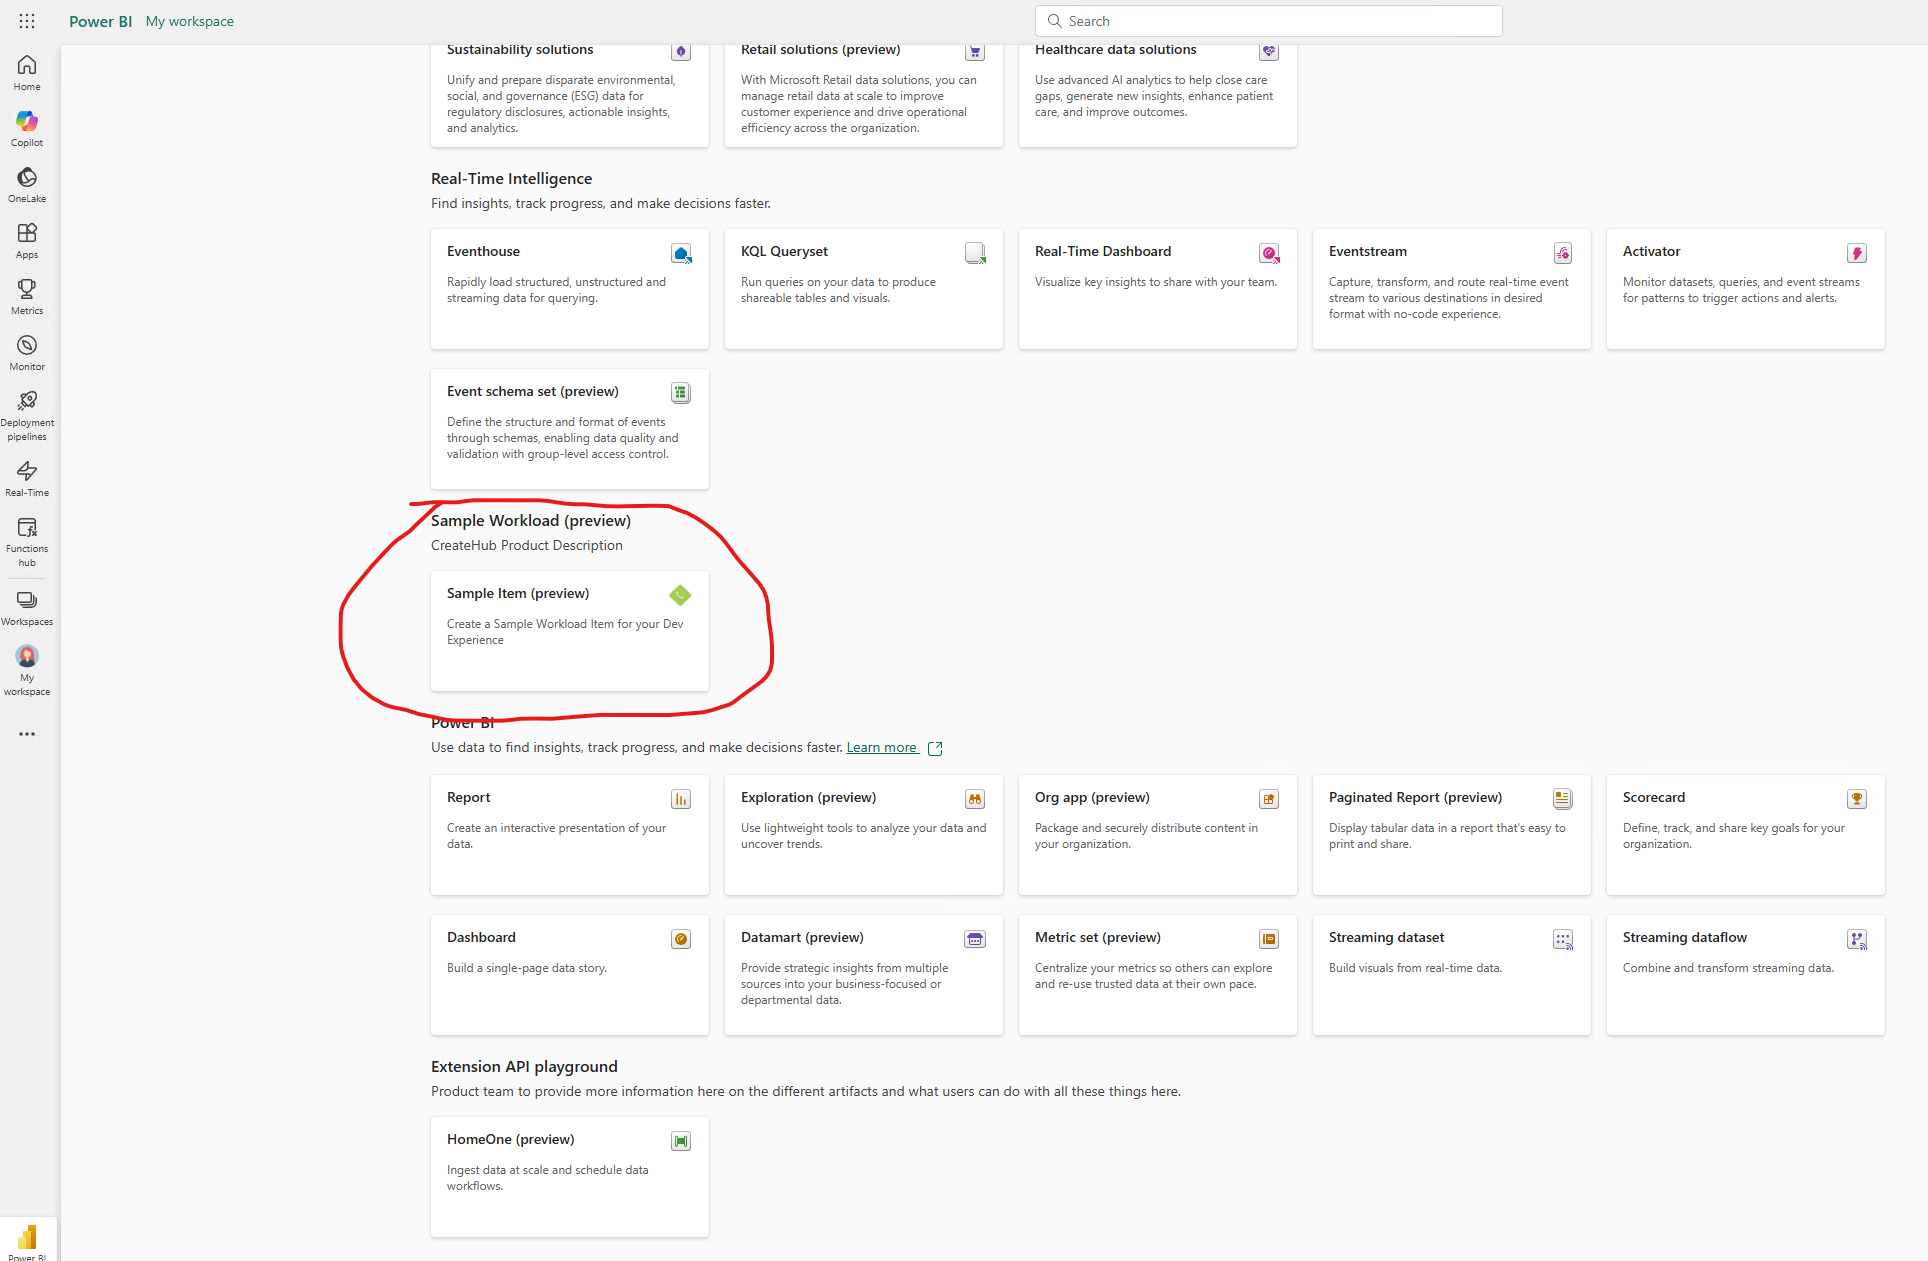 Power BI My workspace
Search
Home
Copilot
OneLake
Apps
Metrics
Monitor
Deployment
pipelines
Real-Time
Functions
hub
Workspaces
My
workspace
Power BI
Sustainability solutions
Unify and prepare disparate environmental,
social, and governance (ESG) data for
regulatory disclosures, actionable insights,
and analytics.
Retail solutions (preview)
With Microsoft Retail data solutions, you can
manage retail data at scale to improve
customer experience and drive operational
efficiency across the organization.
Healthcare data solutions
Use advanced AI analytics to help close care
gaps, generate new insights, enhance patient
care, and improve outcomes.
Real-Time Intelligence
Find insights, track progress, and make decisions faster.
Eventhouse
Rapidly load structured, unstructured and
streaming data for querying.
KQL Queryset
Run queries on your data to produce
shareable tables and visuals.
Real-Time Dashboard
Visualize key insights to share with your team.
Eventstream
Capture, transform, and route real-time event
stream to various destinations in desired
format with no-code experience.
Activator
Monitor datasets, queries, and event streams
for patterns to trigger actions and alerts.
Event schema set (preview)
Define the structure and format of events
through schemas, enabling data quality and
validation with group-level access control.
Sample Workload (preview)
CreateHub Product Description
Sample Item (preview)
Create a Sample Workload Item for your Dev
Experience
Power BI
Use data to find insights, track progress, and make decisions faster. Learn more
Report
Create an interactive presentation of your
data.
Exploration (preview)
Use lightweight tools to analyze your data and
uncover trends.
Org app (preview)
Package and securely distribute content in
your organization.
Paginated Report (preview)
Display tabular data in a report that's easy to
print and share.
Scorecard
Define, track, and share key goals for your
organization.
Dashboard
Build a single-page data story.
Datamart (preview)
Provide strategic insights from multiple
sources into your business-focused or
departmental data.
Metric set (preview)
Centralize your metrics so others can explore
and re-use trusted data at their own pace.
Streaming dataset
Build visuals from real-time data.
Streaming dataflow
Combine and transform streaming data.
Extension API playground
Product team to provide more information here on the different artifacts and what users can do with all these things here.
HomeOne (preview)
Ingest data at scale and schedule data
workflows.